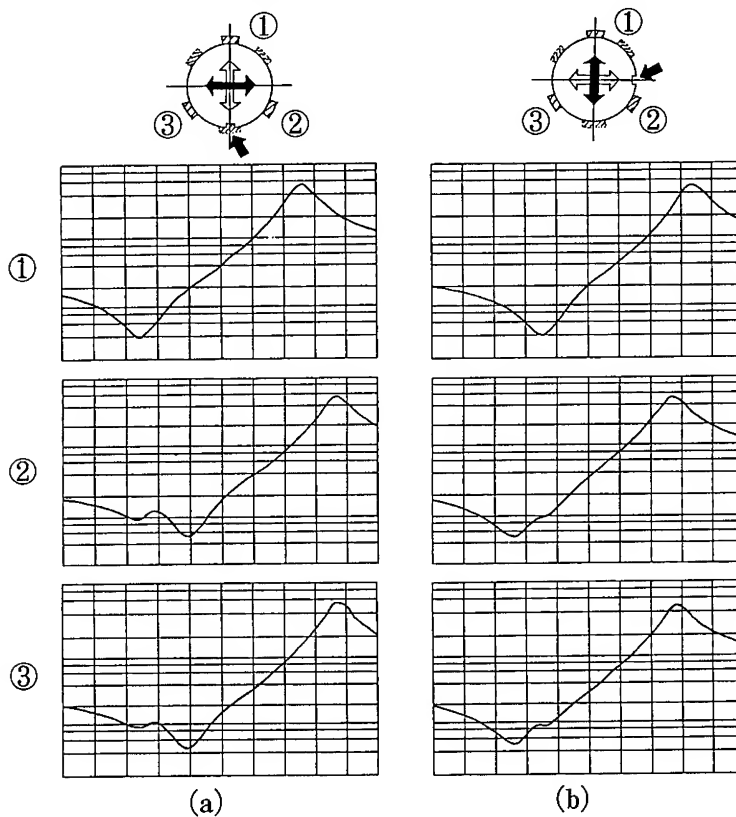 ① ①
③ ② ③ ②
①
②
③
(a) (b)